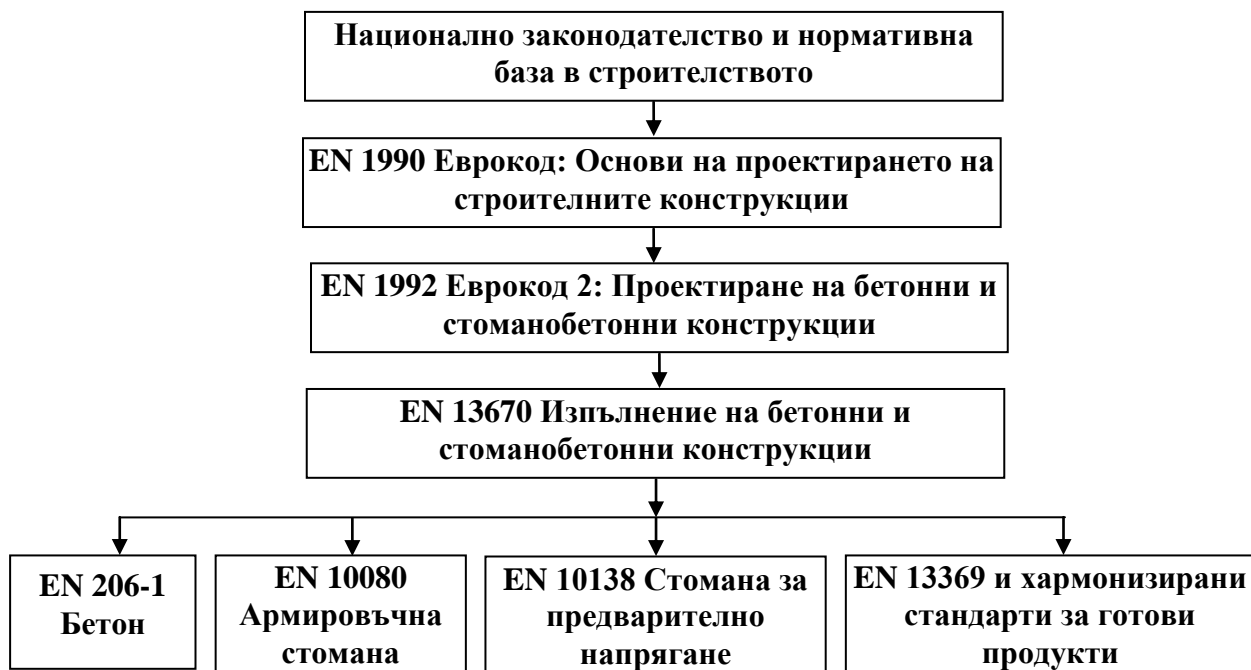 Национално законодателство и нормативна
база в строителството
EN 1990 Еврокод: Основи на проектирането на
строителните конструкции
EN 1992 Еврокод 2: Проектиране на бетонни и
стоманобетонни конструкции
EN 13670 Изпълнение на бетонни и
стоманобетонни конструкции
EN 206-1
Бетон
EN 10080
Армировъчна
стомана
EN 10138 Стомана за
предварително
напрягане
EN 13369 и хармонизирани
стандарти за готови
продукти